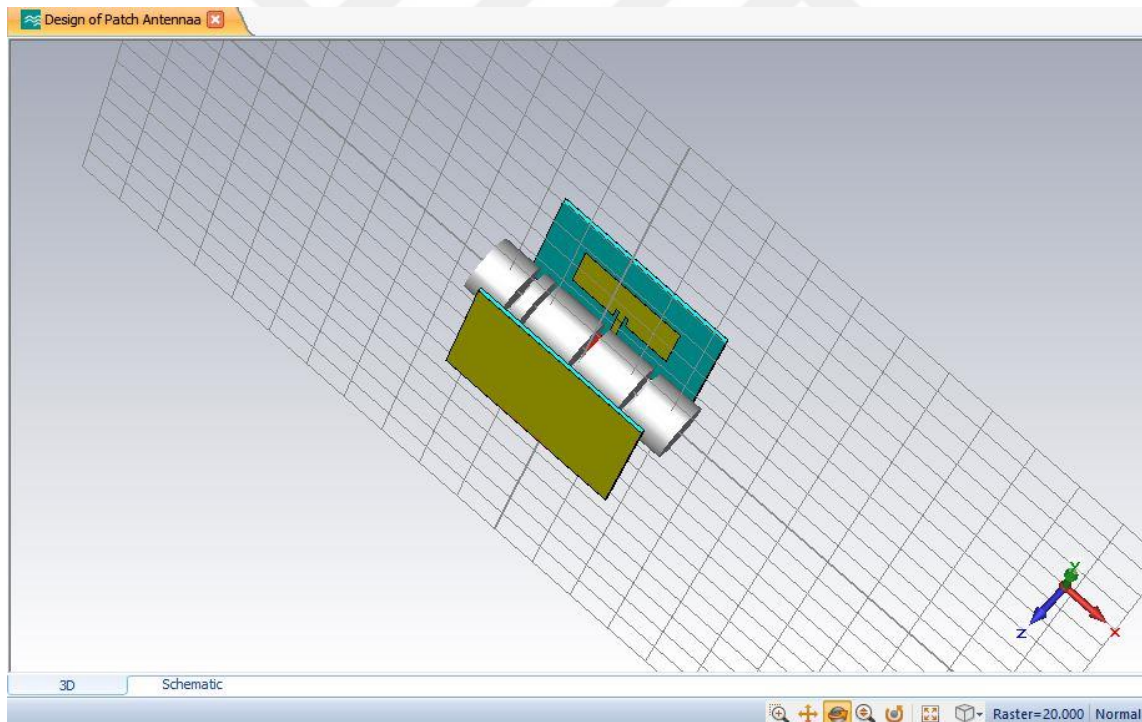 Design of Patch Antennaa
Y
Z
X
3D
Schematic
Raster=20.000
Normal